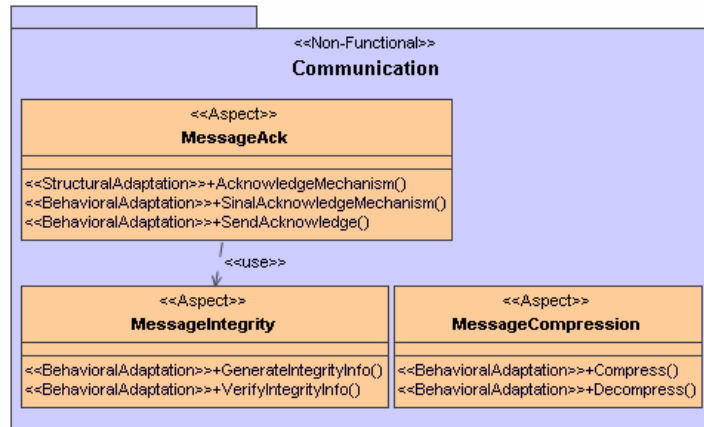 <<Non-Functional>>
Communication
<<Aspect>>
MessageAck
<<StructuralAdaptation>>+AcknowledgeMechanism()
<<BehavioralAdaptation>>+SinalAcknowledgeMechanism()
<<BehavioralAdaptation>>+SendAcknowledge()
<<use>>
<<Aspect>>
MessageIntegrity
<<BehavioralAdaptation>>+GenerateIntegrityInfo()
<<BehavioralAdaptation>>+VerifyIntegrityInfo()
<<Aspect>>
MessageCompression
<<BehavioralAdaptation>>+Compress()
<<BehavioralAdaptation>>+Decompress()